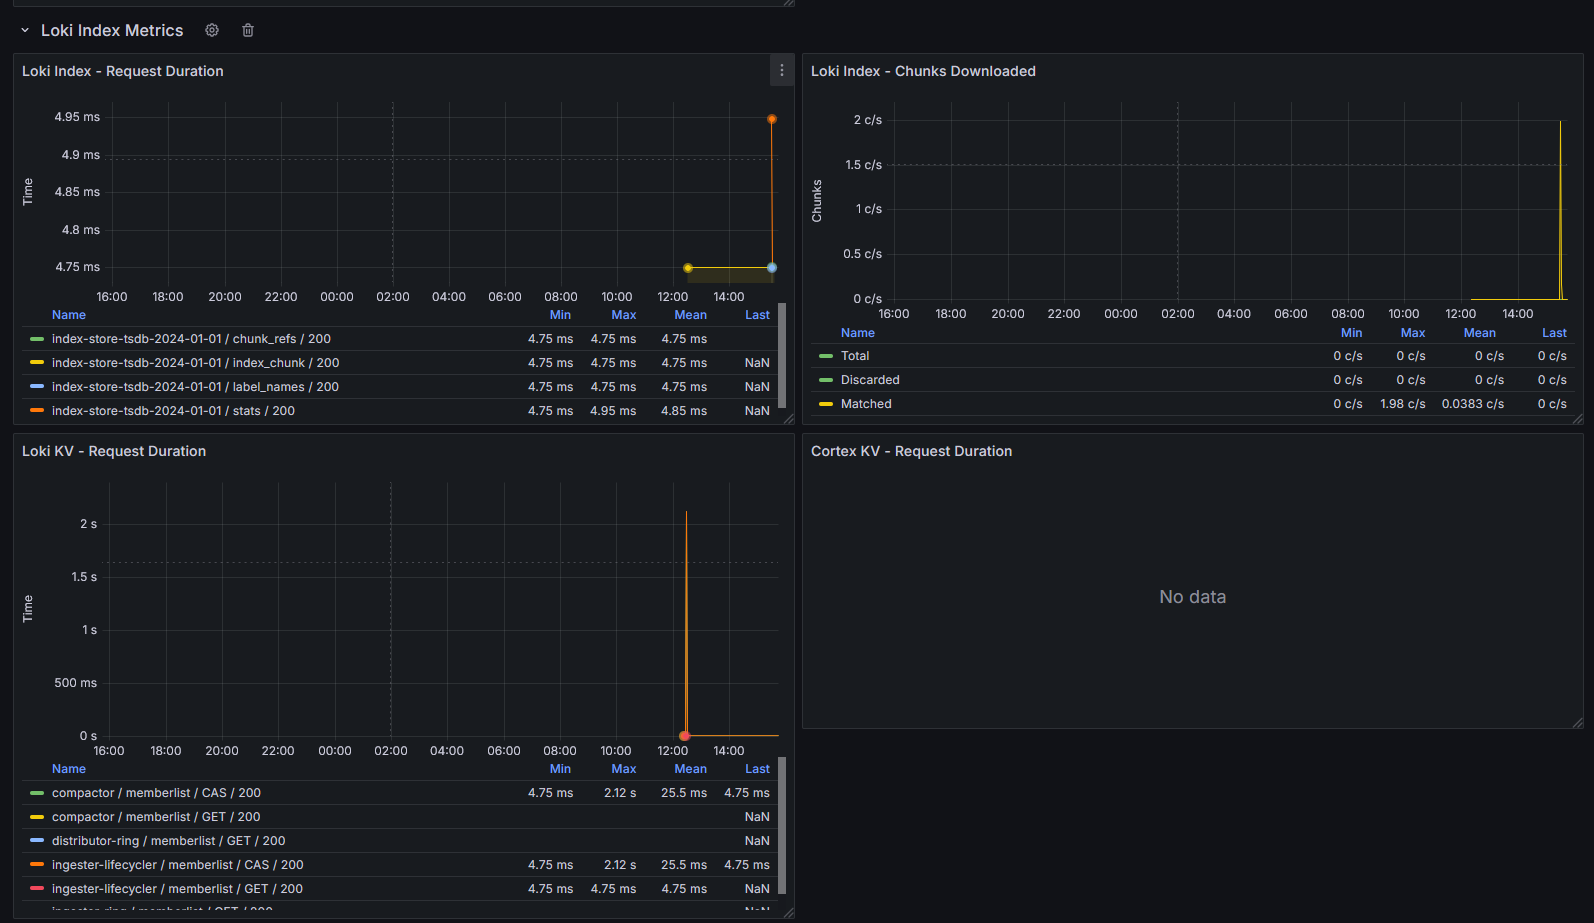 Loki Index Metrics
Loki Index - Request Duration
Time
4.95 ms
4.9 ms
4.85 ms
4.8 ms
4.75 ms
16:00 18:00 20:00 22:00 00:00 02:00 04:00 06:00 08:00 10:00 12:00 14:00
Name Min Max Mean Last
index-store-tsdb-2024-01-01 / chunk_refs / 200 4.75 ms 4.75 ms 4.75 ms
index-store-tsdb-2024-01-01 / index_chunk / 200 4.75 ms 4.75 ms 4.75 ms NaN
index-store-tsdb-2024-01-01 / label_names / 200 4.75 ms 4.75 ms 4.75 ms NaN
index-store-tsdb-2024-01-01 / stats / 200 4.75 ms 4.95 ms 4.85 ms NaN
Loki Index - Chunks Downloaded
Chunks
2 c/s
1.5 c/s
1 c/s
0.5 c/s
0 c/s
16:00 18:00 20:00 22:00 00:00 02:00 04:00 06:00 08:00 10:00 12:00 14:00
Name Min Max Mean Last
Total 0 c/s 0 c/s 0 c/s 0 c/s
Discarded 0 c/s 0 c/s 0 c/s 0 c/s
Matched 0 c/s 1.98 c/s 0.0383 c/s 0 c/s
Loki KV - Request Duration
Time
2 s
1.5 s
1 s
500 ms
0 s
16:00 18:00 20:00 22:00 00:00 02:00 04:00 06:00 08:00 10:00 12:00 14:00
Name Min Max Mean Last
compactor / memberlist / CAS / 200 4.75 ms 2.12 s 25.5 ms 4.75 ms
compactor / memberlist / GET / 200 NaN
distributor-ring / memberlist / GET / 200 NaN
ingester-lifecycler / memberlist / CAS / 200 4.75 ms 2.12 s 25.5 ms 4.75 ms
ingester-lifecycler / memberlist / GET / 200 4.75 ms 4.75 ms 4.75 ms NaN
ingester-ring / memberlist / GET / 200 NaN
Cortex KV - Request Duration
No data